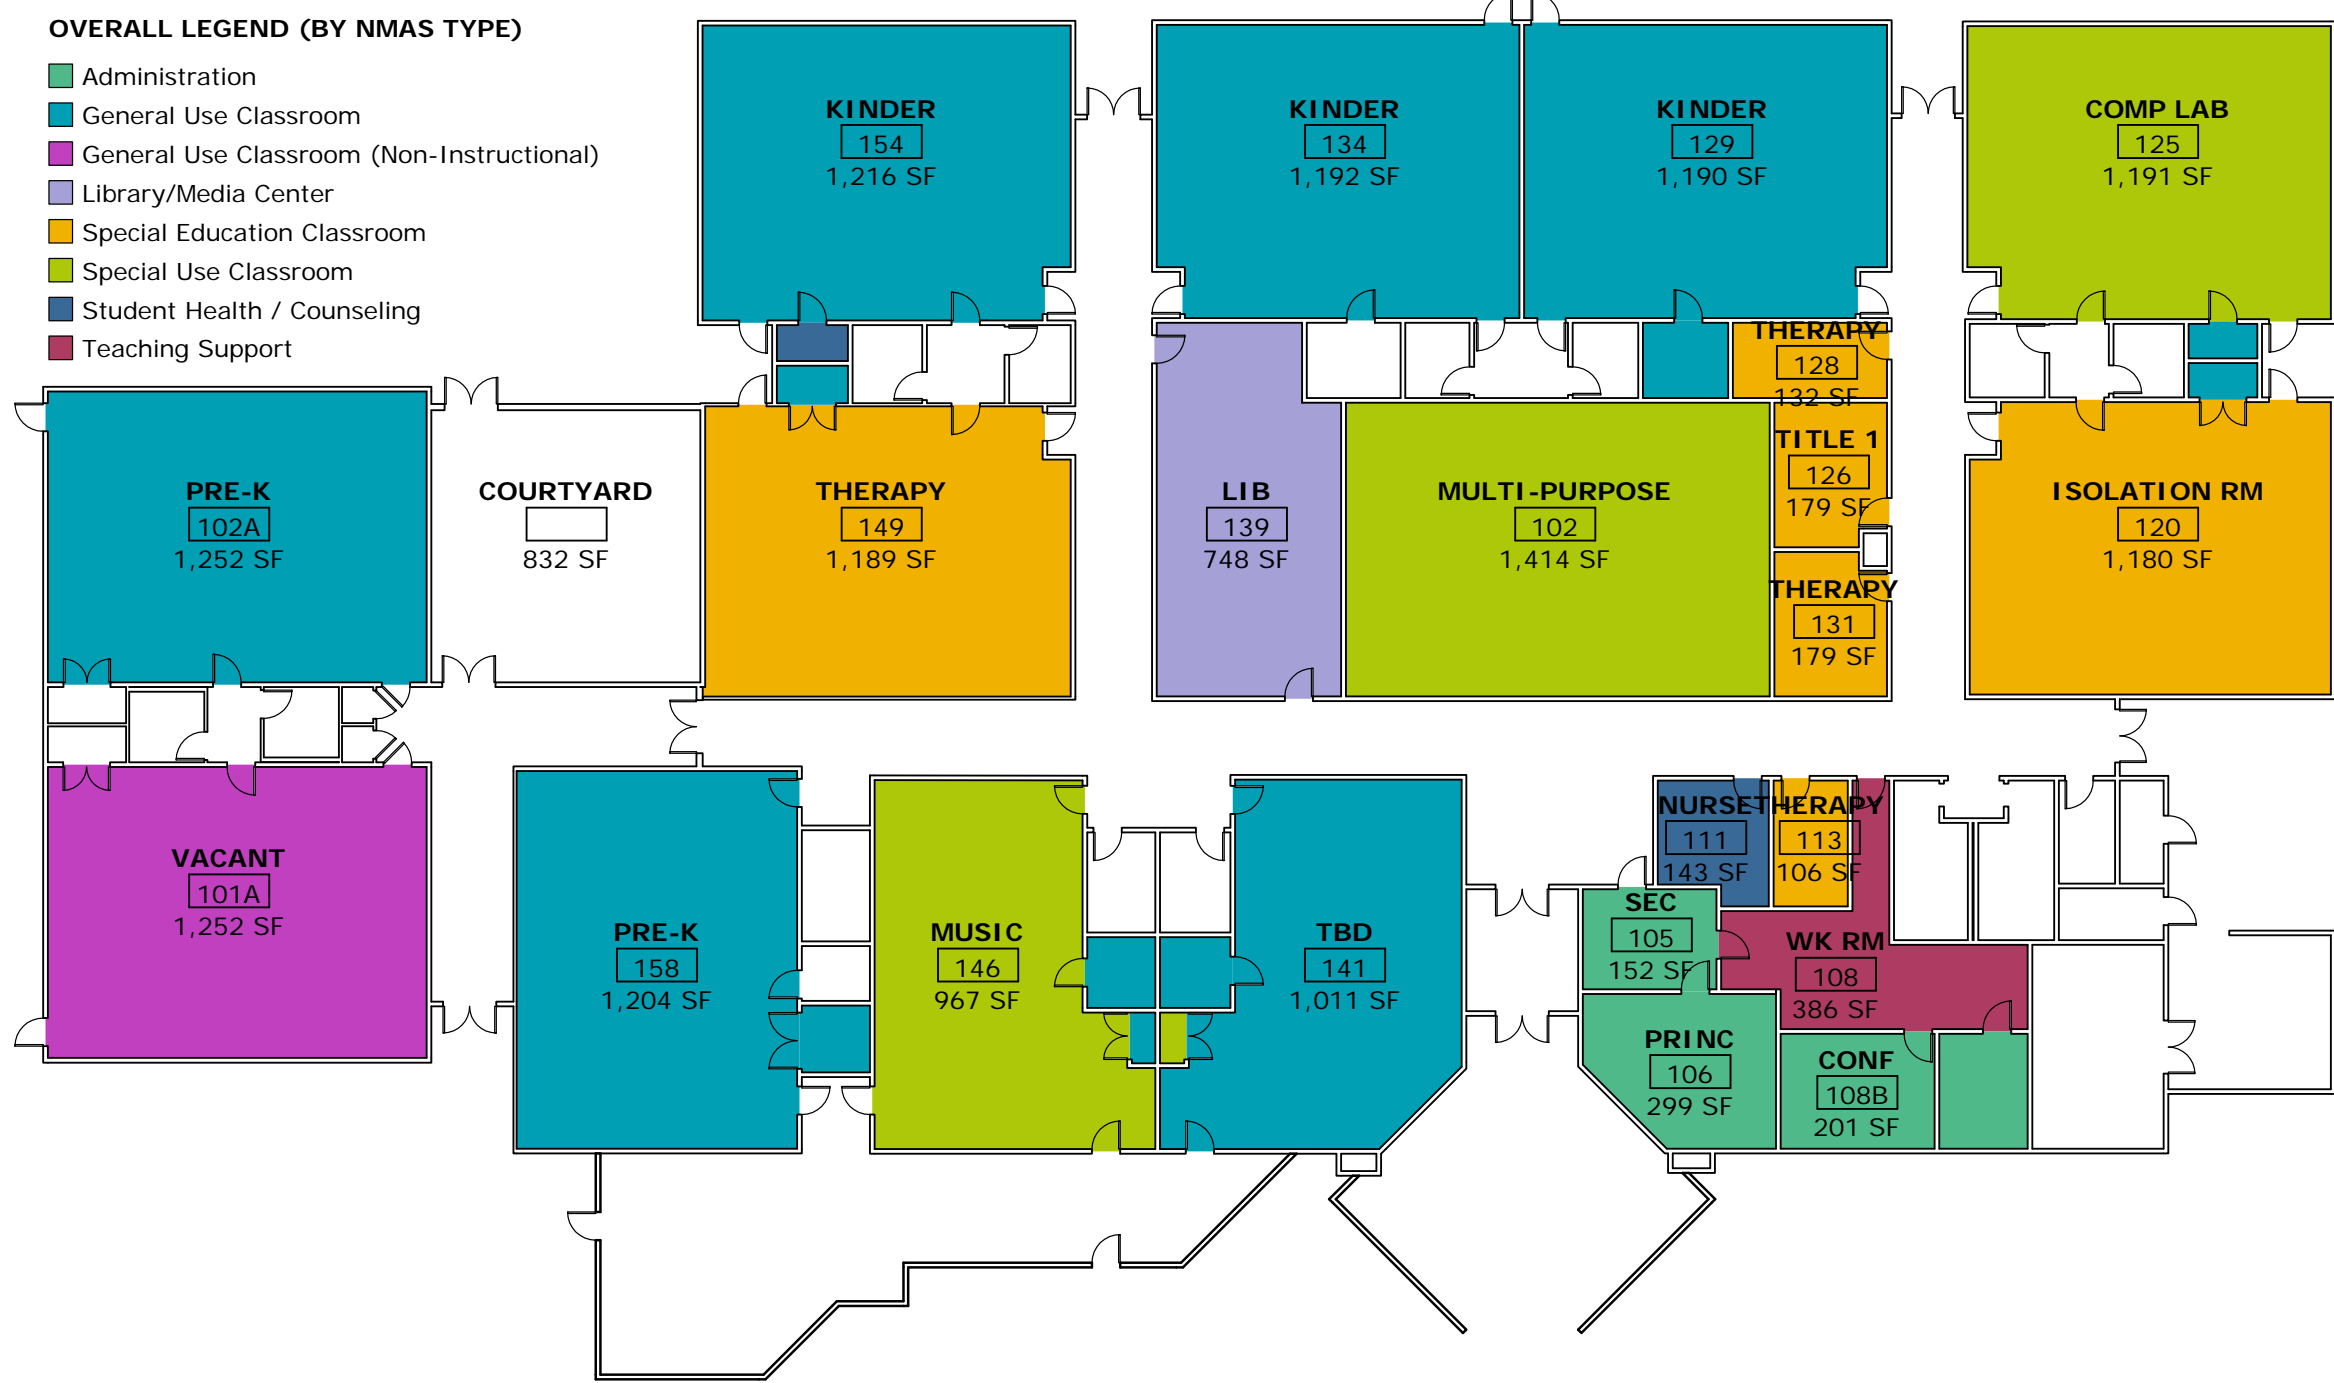 OVERALL LEGEND (BY NMAS TYPE)
Administration
General Use Classroom
General Use Classroom (Non-Instructional)
Library/Media Center
Special Education Classroom
Special Use Classroom
Student Health / Counseling
Teaching Support
KINDER
154
1,216 SF
KINDER
134
1,192 SF
KINDER
129
1,190 SF
COMP LAB
125
1,191 SF
THERAPY
128
132 SF
TITLE 1
126
179 SF
THERAPY
131
179 SF
PRE-K
102A
1,252 SF
COURTYARD
832 SF
THERAPY
149
1,189 SF
LIB
139
748 SF
MULTI-PURPOSE
102
1,414 SF
ISOLATION RM
120
1,180 SF
VACANT
101A
1,252 SF
PRE-K
158
1,204 SF
MUSIC
146
967 SF
TBD
141
1,011 SF
NURSE
111
143 SF
THERAPY
113
106 SF
SEC
105
152 SF
WK RM
108
386 SF
PRINC
106
299 SF
CONF
108B
201 SF